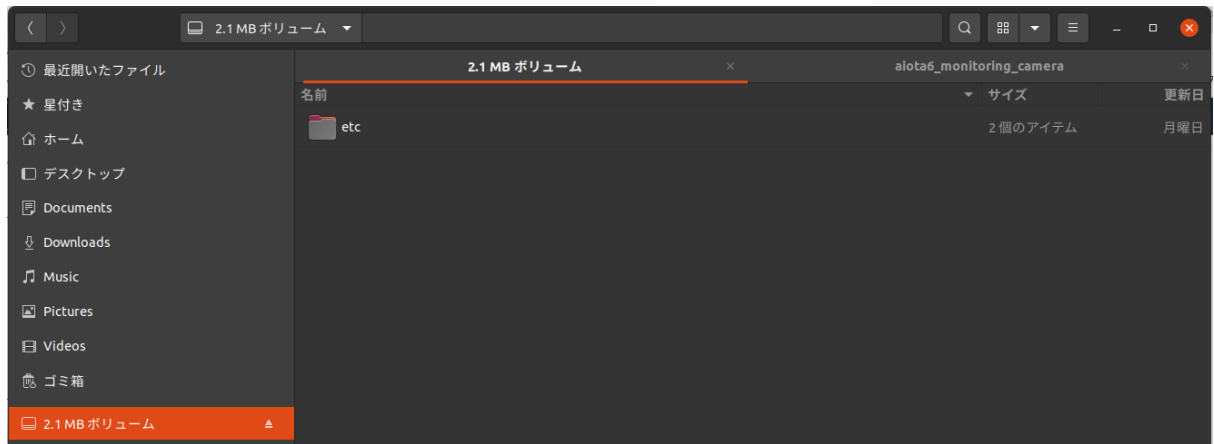 2.1 MB ボリューム
最近開いたファイル
星付き
ホーム
デスクトップ
Documents
Downloads
Music
Pictures
Videos
ゴミ箱
2.1 MB ボリューム
2.1 MB ボリューム aiota6_monitoring_camera
名前 サイズ 更新日
etc 2 個のアイテム 月曜日